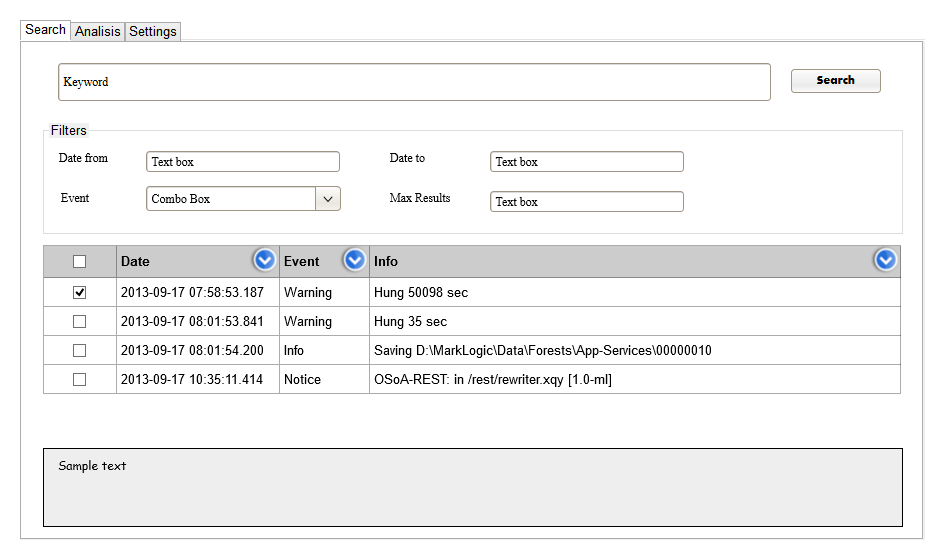 Search Analisis Settings
Keyword Search
Filters
Date from Text box Date to Text box
Event Combo Box Max Results Text box
Date Event Info
2013-09-17 07:58:53.187 Warning Hung 50098 sec
2013-09-17 08:01:53.841 Warning Hung 35 sec
2013-09-17 08:01:54.200 Info Saving D:\MarkLogic\Data\Forests\App-Services\00000010
2013-09-17 10:35:11.414 Notice OSoA-REST: in /rest/rewriter.xqy [1.0-ml]
Sample text